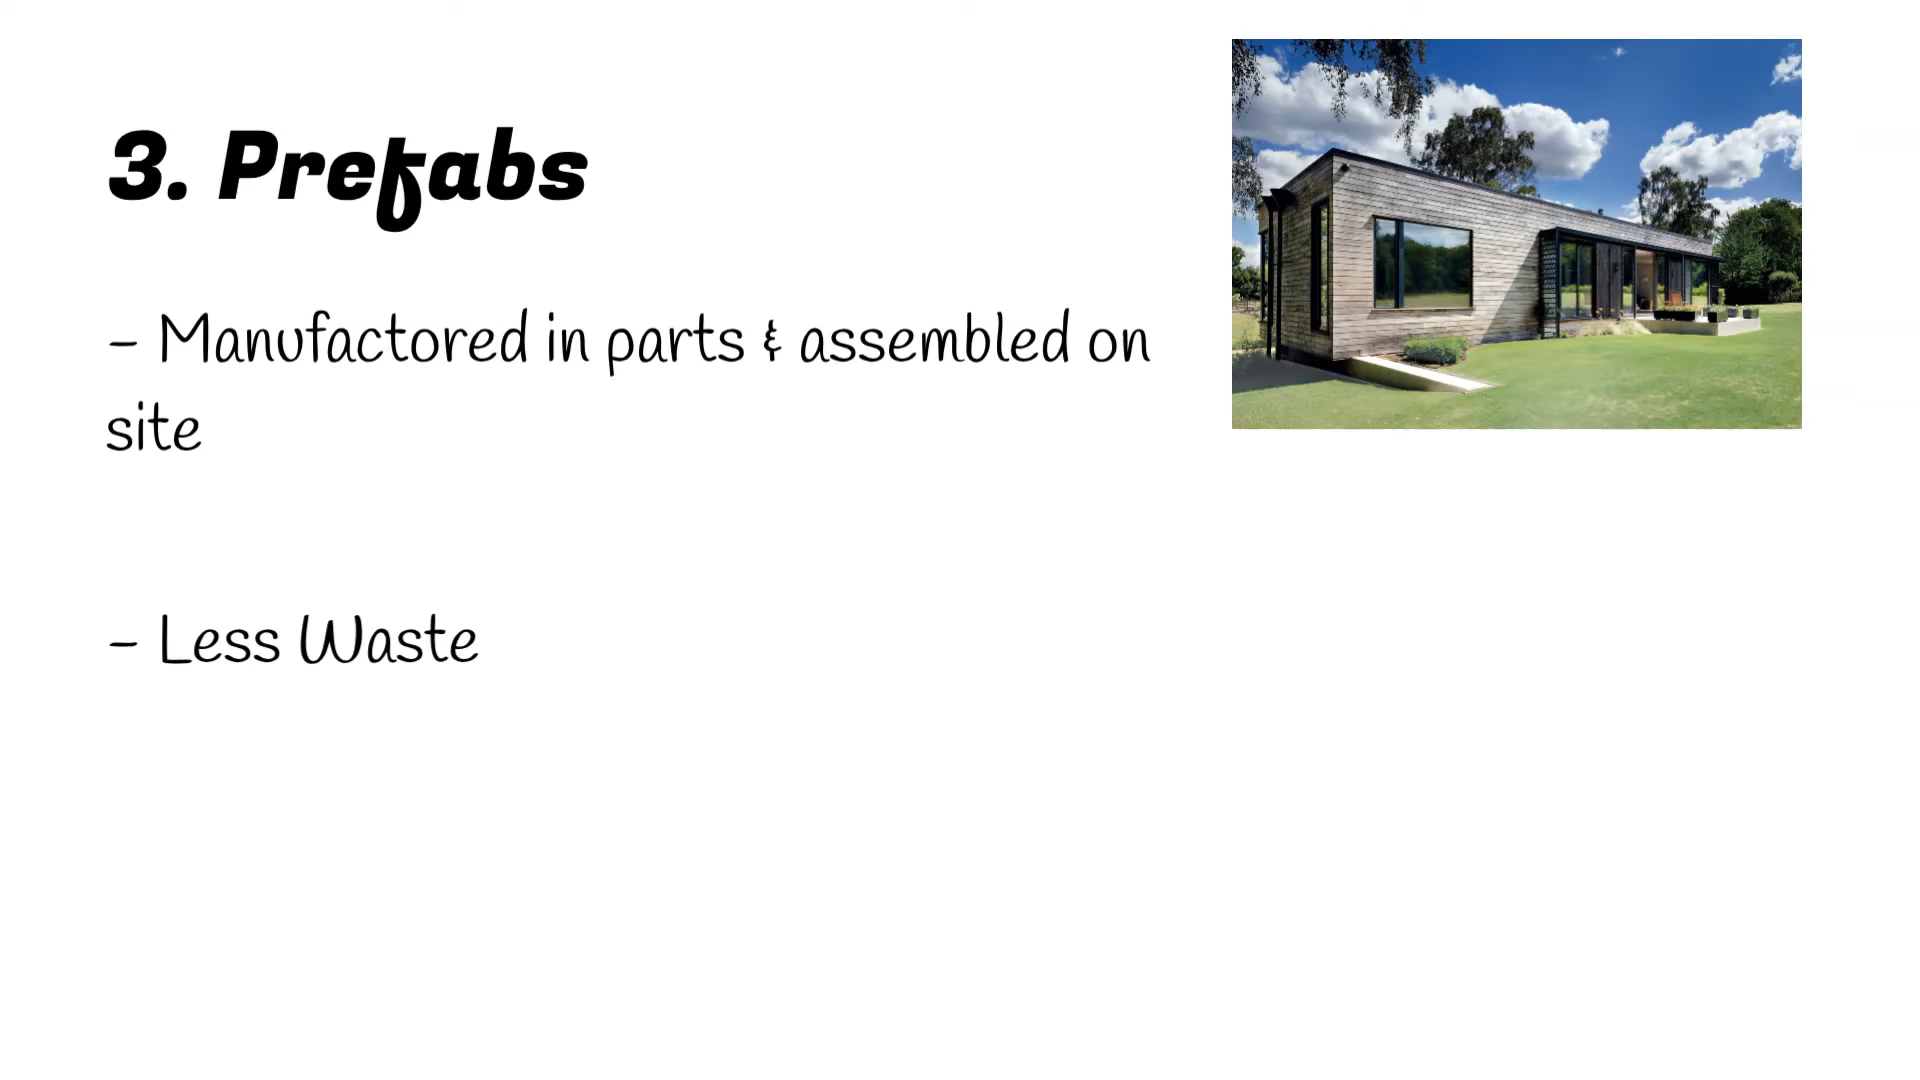 3. Prefabs
- Manufactored in parts & assembled on
site
- Less Waste